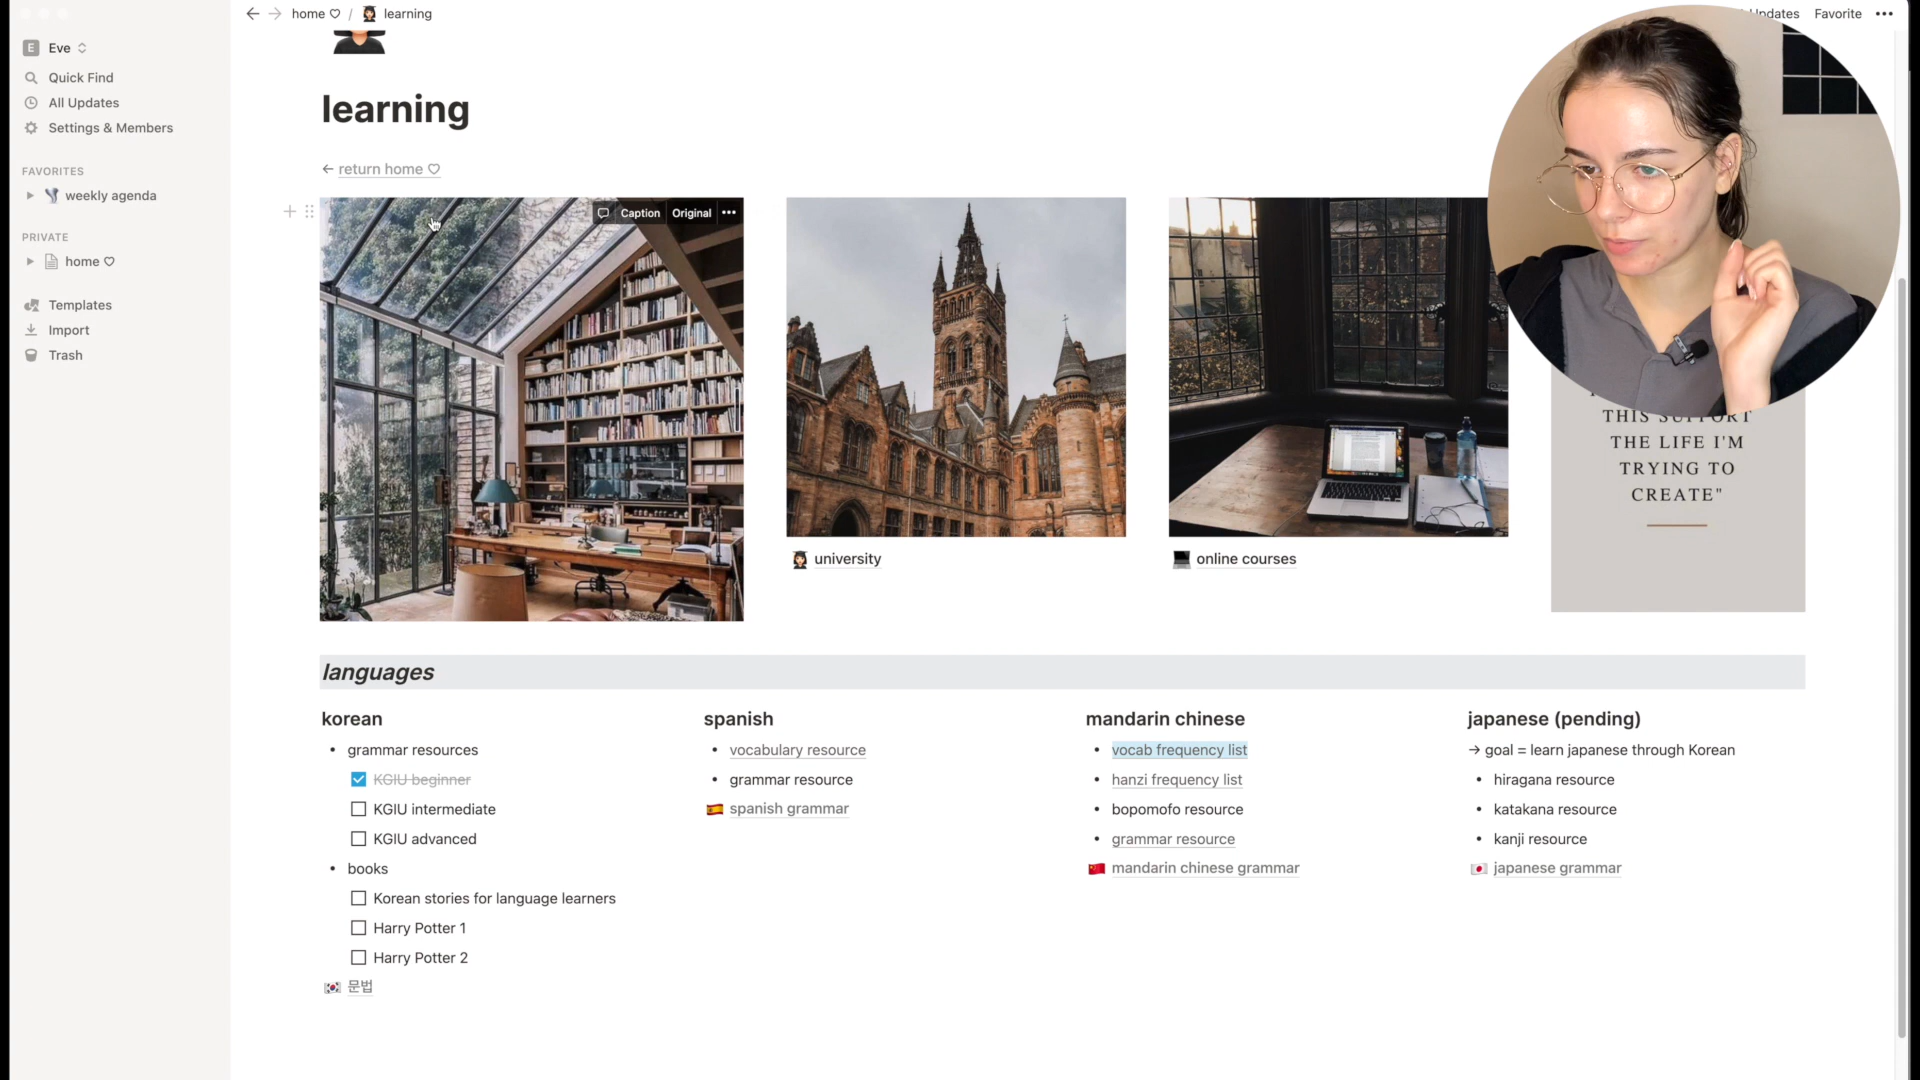 home ♡ / learning
Updates Favorite •••
E Eve
Quick Find
All Updates
Settings & Members
FAVORITES
weekly agenda
PRIVATE
home ♡
Templates
Import
Trash
learning
← return home ♡
Caption Original •••
THIS SUPPORT
THE LIFE I'M
TRYING TO
CREATE"
university
online courses
languages
korean
• grammar resources
KGIU beginner
KGIU intermediate
KGIU advanced
• books
Korean stories for language learners
Harry Potter 1
Harry Potter 2
문법
spanish
• vocabulary resource
• grammar resource
spanish grammar
mandarin chinese
• vocab frequency list
• hanzi frequency list
• bopomofo resource
• grammar resource
mandarin chinese grammar
japanese (pending)
→ goal = learn japanese through Korean
• hiragana resource
• katakana resource
• kanji resource
japanese grammar